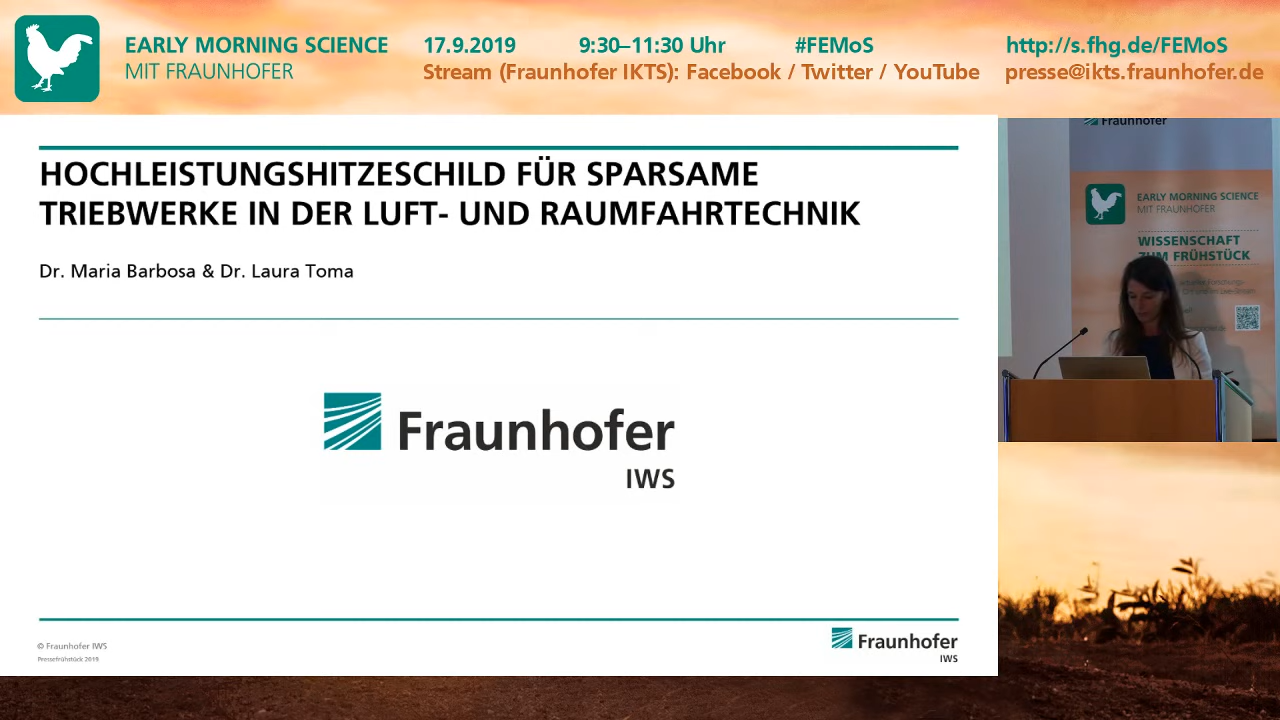 EARLY MORNING SCIENCE
MIT FRAUNHOFER
17.9.2019 9:30–11:30 Uhr #FEMoS http://s.fhg.de/FEMoS
Stream (Fraunhofer IKTS): Facebook / Twitter / YouTube presse@ikts.fraunhofer.de
HOCHLEISTUNGSHITZESCHILD FÜR SPARSAME
TRIEBWERKE IN DER LUFT- UND RAUMFAHRTECHNIK
Dr. Maria Barbosa & Dr. Laura Toma
Fraunhofer
IWS
© Fraunhofer IWS
Pressefrühstück 2019
Fraunhofer
IWS
Fraunhofer
EARLY MORNING SCIENCE
MIT FRAUNHOFER
WISSENSCHAFT
ZUM FRÜHSTÜCK